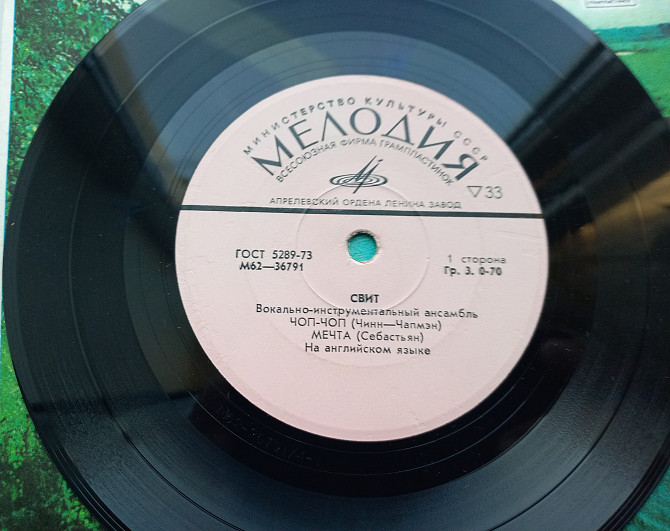 МИНИСТЕРСТВО КУЛЬТУРЫ СССР
МЕЛОДИЯ
ВСЕСОЮЗНАЯ ФИРМА ГРАМПЛАСТИНОК
▽33
АПРЕЛЕВСКИЙ ОРДЕНА ЛЕНИНА ЗАВОД
ГОСТ 5289-73
М62—36791
1 сторона
Гр. 3. 0-70
СВИТ
Вокально-инструментальный ансамбль
ЧОП-ЧОП (Чинн—Чапмэн)
МЕЧТА (Себастьян)
На английском языке